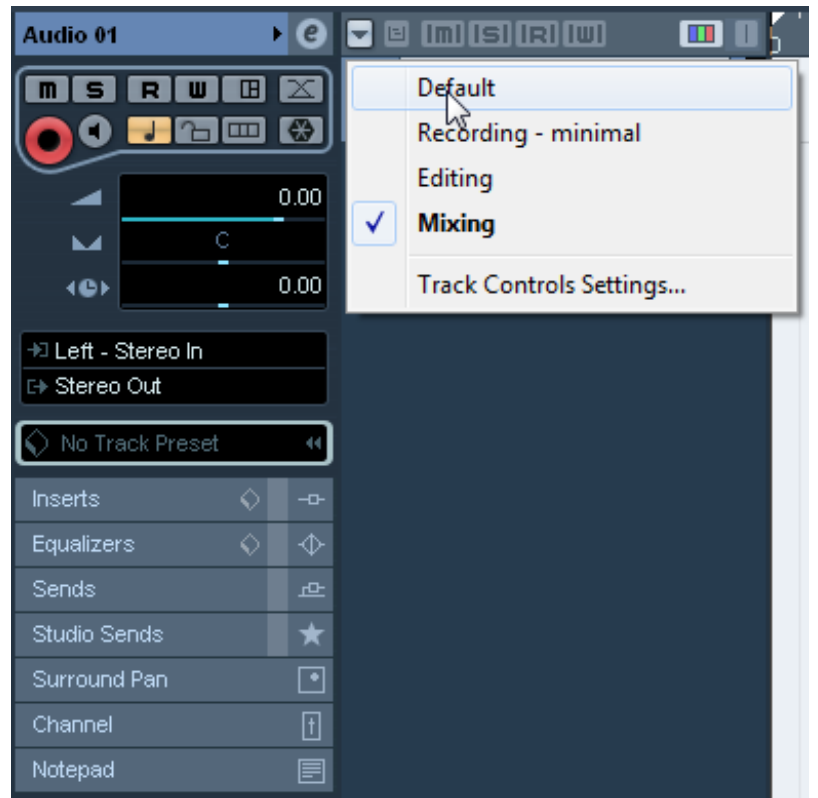 Audio 01
e
m S R W
m S R W
0.00
C
0.00
Left - Stereo In
Stereo Out
No Track Preset
Inserts
Equalizers
Sends
Studio Sends
Surround Pan
Channel
Notepad
Default
Recording - minimal
Editing
Mixing
Track Controls Settings...